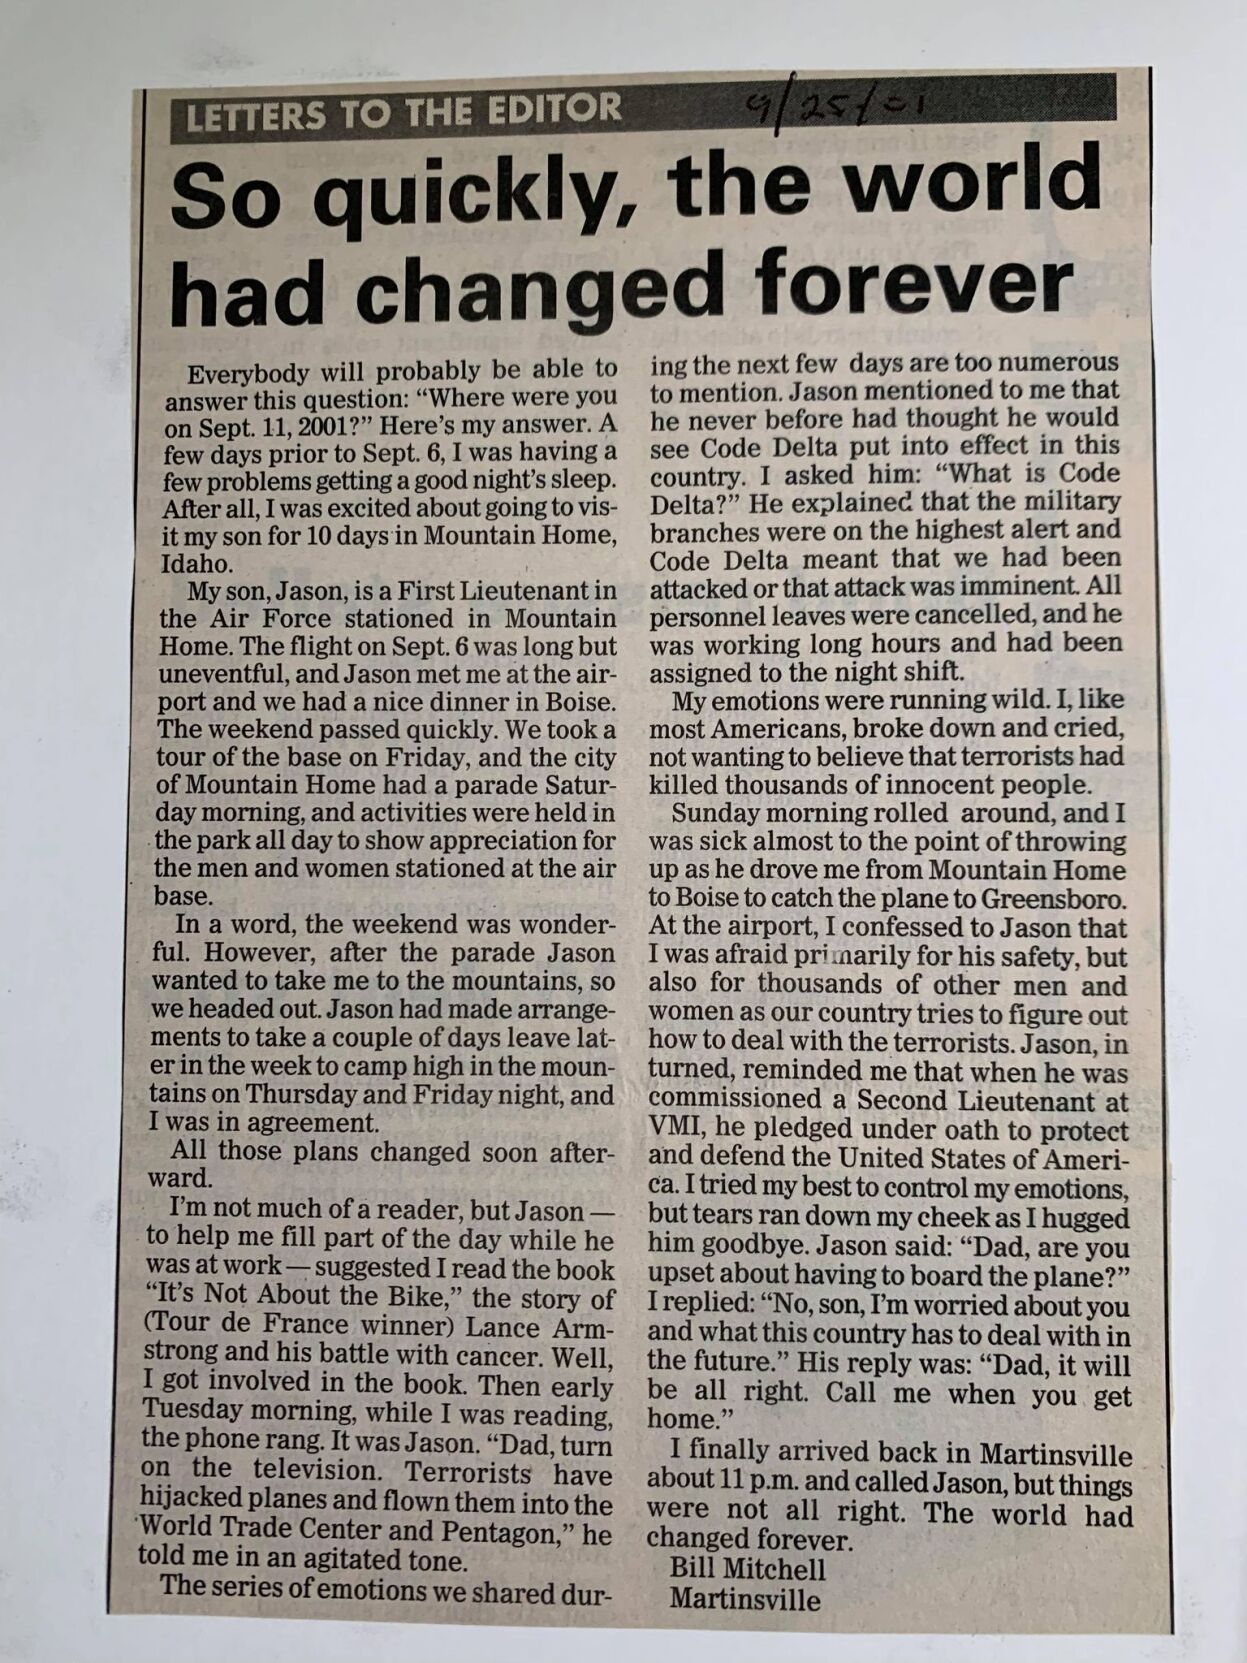 LETTERS TO THE EDITOR 9/25/01
So quickly, the world
had changed forever
Everybody will probably be able to
answer this question: “Where were you
on Sept. 11, 2001?” Here’s my answer. A
few days prior to Sept. 6, I was having a
few problems getting a good night’s sleep.
After all, I was excited about going to vis-
it my son for 10 days in Mountain Home,
Idaho.
My son, Jason, is a First Lieutenant in
the Air Force stationed in Mountain
Home. The flight on Sept. 6 was long but
uneventful, and Jason met me at the air-
port and we had a nice dinner in Boise.
The weekend passed quickly. We took a
tour of the base on Friday, and the city
of Mountain Home had a parade Satur-
day morning, and activities were held in
the park all day to show appreciation for
the men and women stationed at the air
base.
In a word, the weekend was wonder-
ful. However, after the parade Jason
wanted to take me to the mountains, so
we headed out. Jason had made arrange-
ments to take a couple of days leave lat-
er in the week to camp high in the moun-
tains on Thursday and Friday night, and
I was in agreement.
All those plans changed soon after-
ward.
I’m not much of a reader, but Jason —
to help me fill part of the day while he
was at work — suggested I read the book
“It’s Not About the Bike,” the story of
(Tour de France winner) Lance Arm-
strong and his battle with cancer. Well,
I got involved in the book. Then early
Tuesday morning, while I was reading,
the phone rang. It was Jason. “Dad, turn
on the television. Terrorists have
hijacked planes and flown them into the
World Trade Center and Pentagon,” he
told me in an agitated tone.
The series of emotions we shared dur-
ing the next few days are too numerous
to mention. Jason mentioned to me that
he never before had thought he would
see Code Delta put into effect in this
country. I asked him: “What is Code
Delta?” He explained that the military
branches were on the highest alert and
Code Delta meant that we had been
attacked or that attack was imminent. All
personnel leaves were cancelled, and he
was working long hours and had been
assigned to the night shift.
My emotions were running wild. I, like
most Americans, broke down and cried,
not wanting to believe that terrorists had
killed thousands of innocent people.
Sunday morning rolled around, and I
was sick almost to the point of throwing
up as he drove me from Mountain Home
to Boise to catch the plane to Greensboro.
At the airport, I confessed to Jason that
I was afraid primarily for his safety, but
also for thousands of other men and
women as our country tries to figure out
how to deal with the terrorists. Jason, in
turned, reminded me that when he was
commissioned a Second Lieutenant at
VMI, he pledged under oath to protect
and defend the United States of Ameri-
ca. I tried my best to control my emotions,
but tears ran down my cheek as I hugged
him goodbye. Jason said: “Dad, are you
upset about having to board the plane?”
I replied: “No, son, I’m worried about you
and what this country has to deal with in
the future.” His reply was: “Dad, it will
be all right. Call me when you get
home.”
I finally arrived back in Martinsville
about 11 p.m. and called Jason, but things
were not all right. The world had
changed forever.
Bill Mitchell
Martinsville